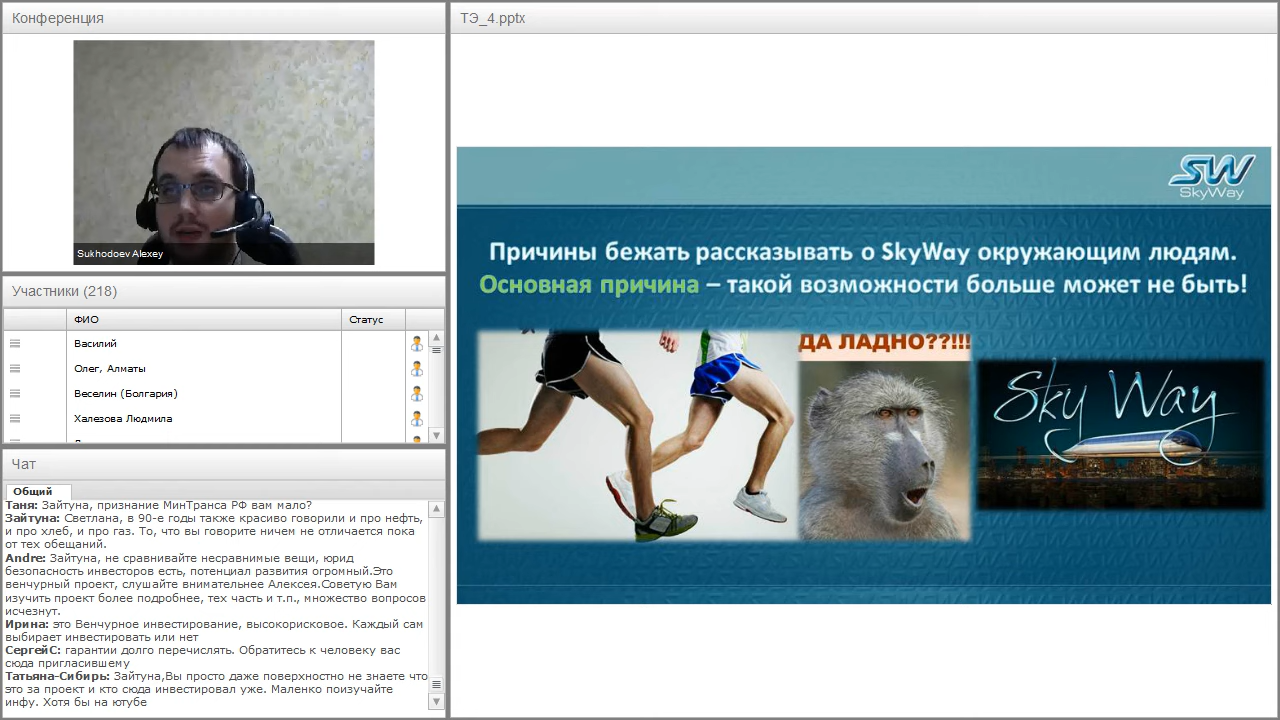 Конференция
Sukhodoev Alexey
Участники (218)
ФИО Статус
Василий
Олег, Алматы
Веселин (Болгария)
Халезова Людмила
Чат
Общий
Таня: Зайтуна, признание МинТранса РФ вам мало?
Зайтуна: Светлана, в 90-е годы также красиво говорили и про нефть,
и про хлеб, и про газ. То, что вы говорите ничем не отличается пока
от тех обещаний.
Andre: Зайтуна, не сравнивайте несравнимые вещи, юрид
безопасность инвесторов есть, потенциал развития огромный.Это
венчурный проект, слушайте внимательнее Алексея.Советую Вам
изучить проект более подробнее, тех часть и т.п., множество вопросов
исчезнут.
Ирина: это Венчурное инвестирование, высокорисковое. Каждый сам
выбирает инвестировать или нет
СергейС: гарантии долго перечислять. Обратитесь к человеку вас
сюда пригласившему
Татьяна-Сибирь: Зайтуна,Вы просто даже поверхностно не знаете что
это за проект и кто сюда инвестировал уже. Маленко поизучайте
инфу. Хотя бы на ютубе
ТЭ_4.pptx
SW
SkyWay
Причины бежать рассказывать о SkyWay окружающим людям.
Основная причина – такой возможности больше может не быть!
ДА ЛАДНО??!!!
Sky Way